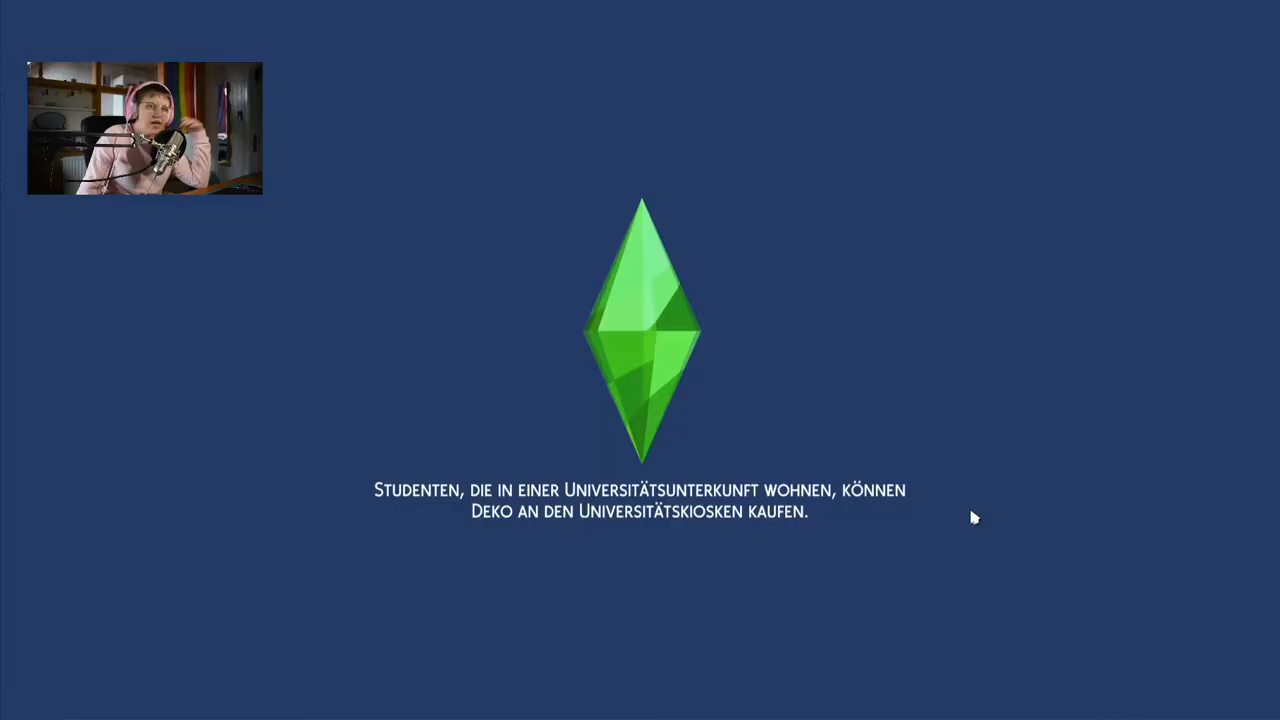 Studenten, die in einer Universitätsunterkunft wohnen, können
Deko an den Universitätskiosken kaufen.